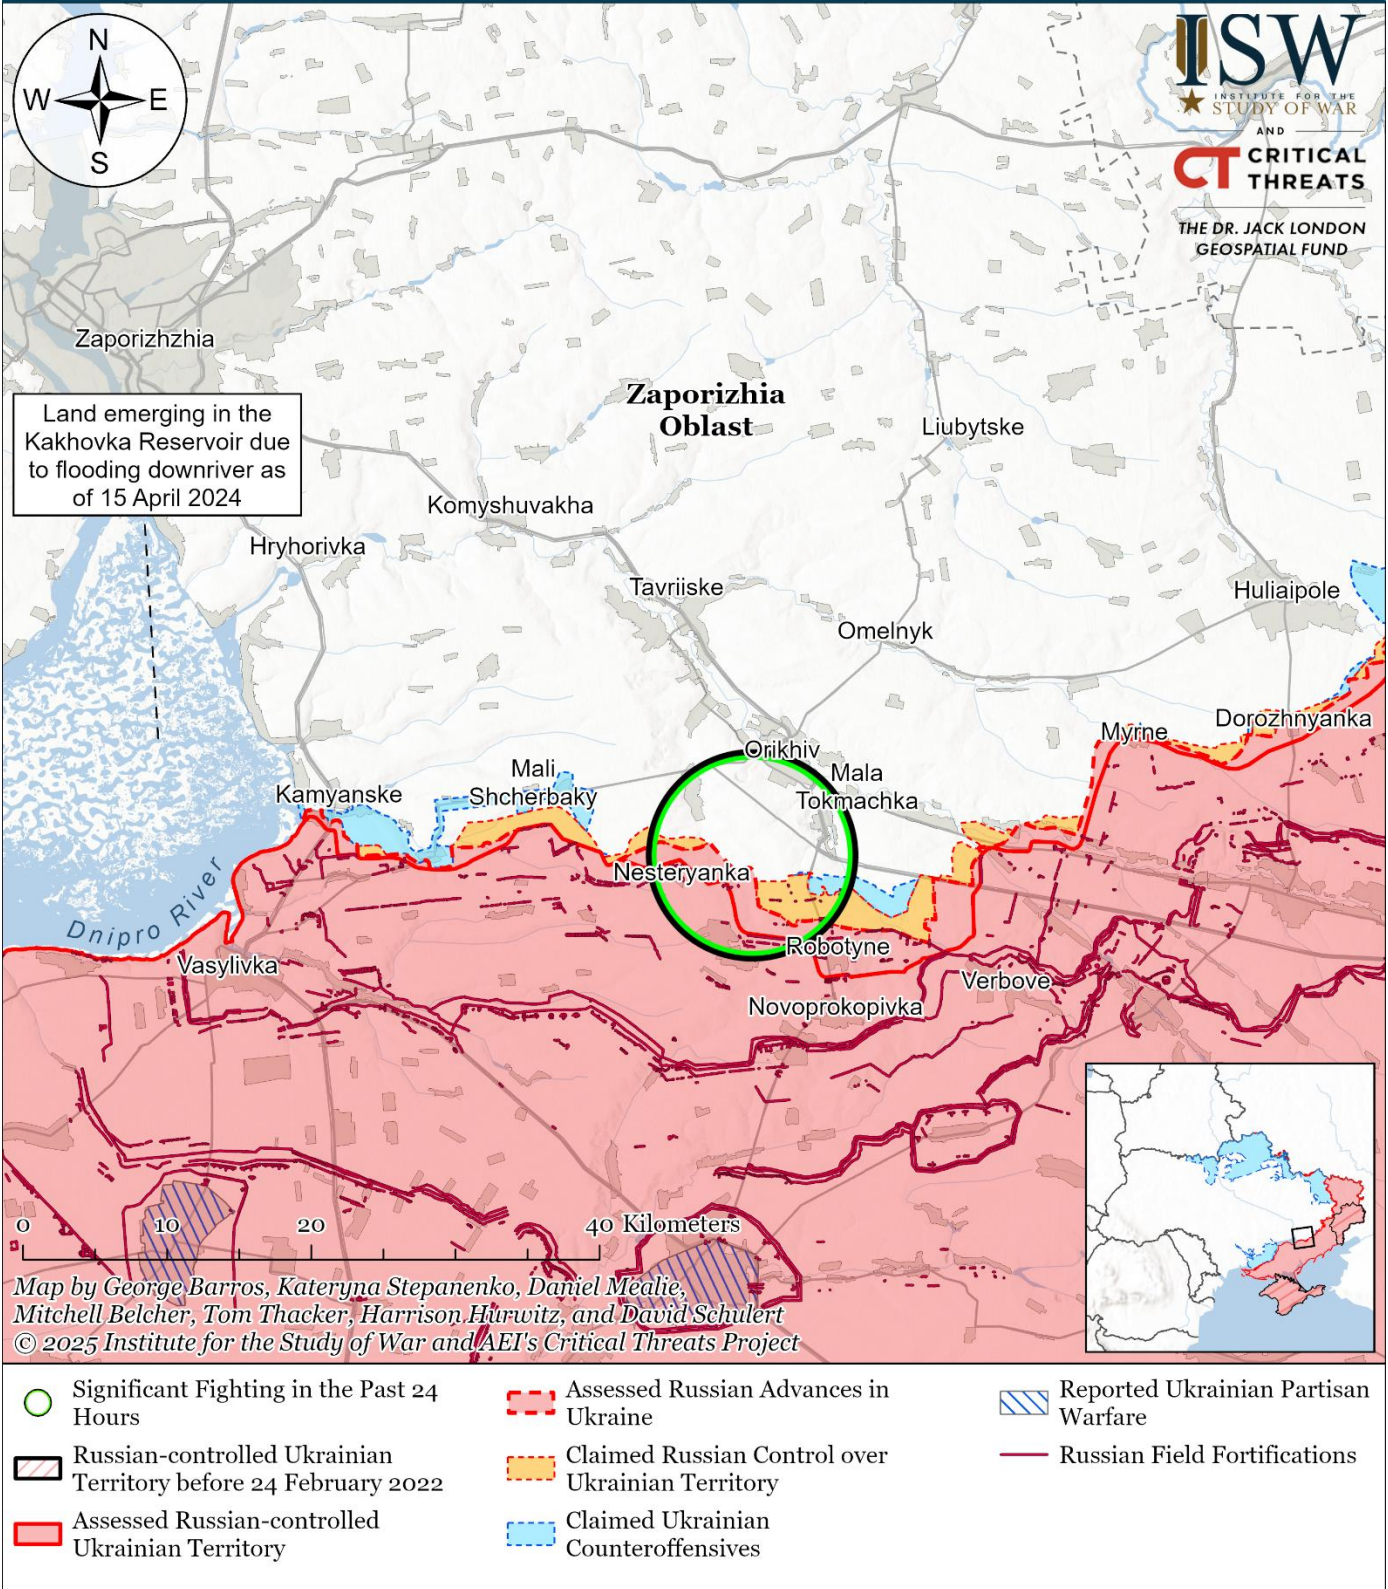 N
W E
S
ISW
INSTITUTE FOR THE
STUDY OF WAR
AND
CT CRITICAL
THREATS
THE DR. JACK LONDON
GEOSPATIAL FUND
Zaporizhzhia
Zaporizhia
Oblast
Land emerging in the
Kakhovka Reservoir due
to flooding downriver as
of 15 April 2024
Liubytske
Komyshuvakha
Hryhorivka
Tavriiske
Huliaipole
Omelnyk
Dorozhnyanka
Myrne
Orikhiv
Mali
Shcherbaky
Mala
Tokmachka
Kamyanske
Nesteryanka
Dnipro River
Robotyne
Vasylivka
Verbove
Novoprokopivka
0 10 20 40 Kilometers
Map by George Barros, Kateryna Stepanenko, Daniel Mealie,
Mitchell Belcher, Tom Thacker, Harrison Hurwitz, and David Schulert
© 2025 Institute for the Study of War and AEI's Critical Threats Project
Significant Fighting in the Past 24
Hours
Russian-controlled Ukrainian
Territory before 24 February 2022
Assessed Russian-controlled
Ukrainian Territory
Assessed Russian Advances in
Ukraine
Claimed Russian Control over
Ukrainian Territory
Claimed Ukrainian
Counteroffensives
Reported Ukrainian Partisan
Warfare
Russian Field Fortifications